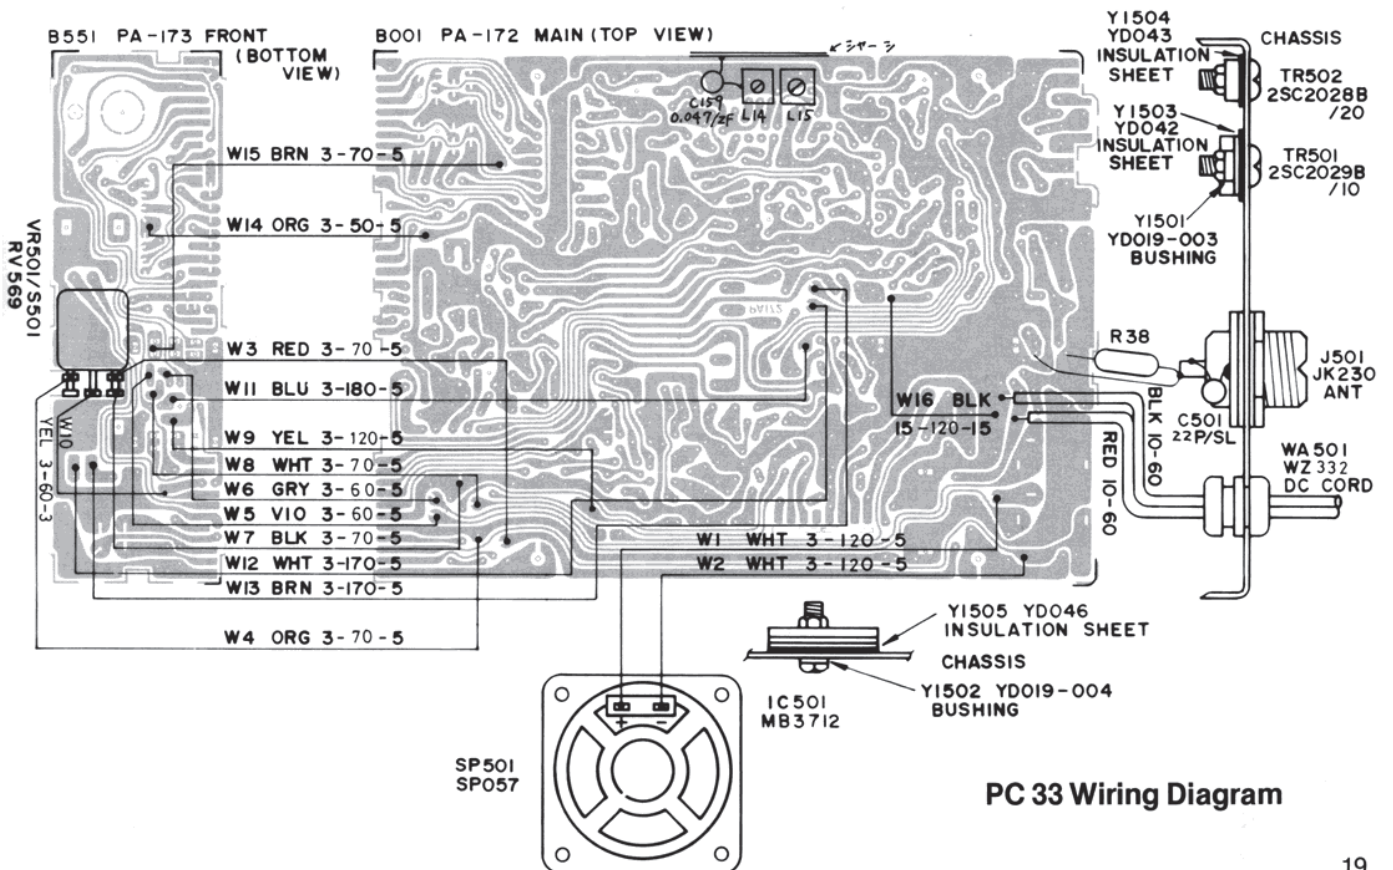 B551 PA-173 FRONT
(BOTTOM
VIEW)
B001 PA-172 MAIN (TOP VIEW)
シャーシ
C159
0.047/ZF
L14
L15
Y1504
YD043
INSULATION
SHEET
CHASSIS
TR502
2SC2028B
/20
Y1503
YD042
INSULATION
SHEET
TR501
2SC2029B
/10
Y1501
YD019-003
BUSHING
W15 BRN 3-70-5
W14 ORG 3-50-5
VR501/S501
RV569
PA172
W3 RED 3-70-5
W11 BLU 3-180-5
W9 YEL 3-120-5
W8 WHT 3-70-5
W6 GRY 3-60-5
W5 VIO 3-60-5
W7 BLK 3-70-5
W12 WHT 3-170-5
W13 BRN 3-170-5
W4 ORG 3-70-5
W10
YEL 3-60-3
W16 BLK
15-120-15
R38
J501
JK230
ANT
C501
22P/SL
BLK 10-60
RED 10-60
WA501
WZ332
DC CORD
W1 WHT 3-120-5
W2 WHT 3-120-5
Y1505 YD046
INSULATION SHEET
CHASSIS
Y1502 YD019-004
BUSHING
IC501
MB3712
+ -
SP501
SP057
PC 33 Wiring Diagram
19